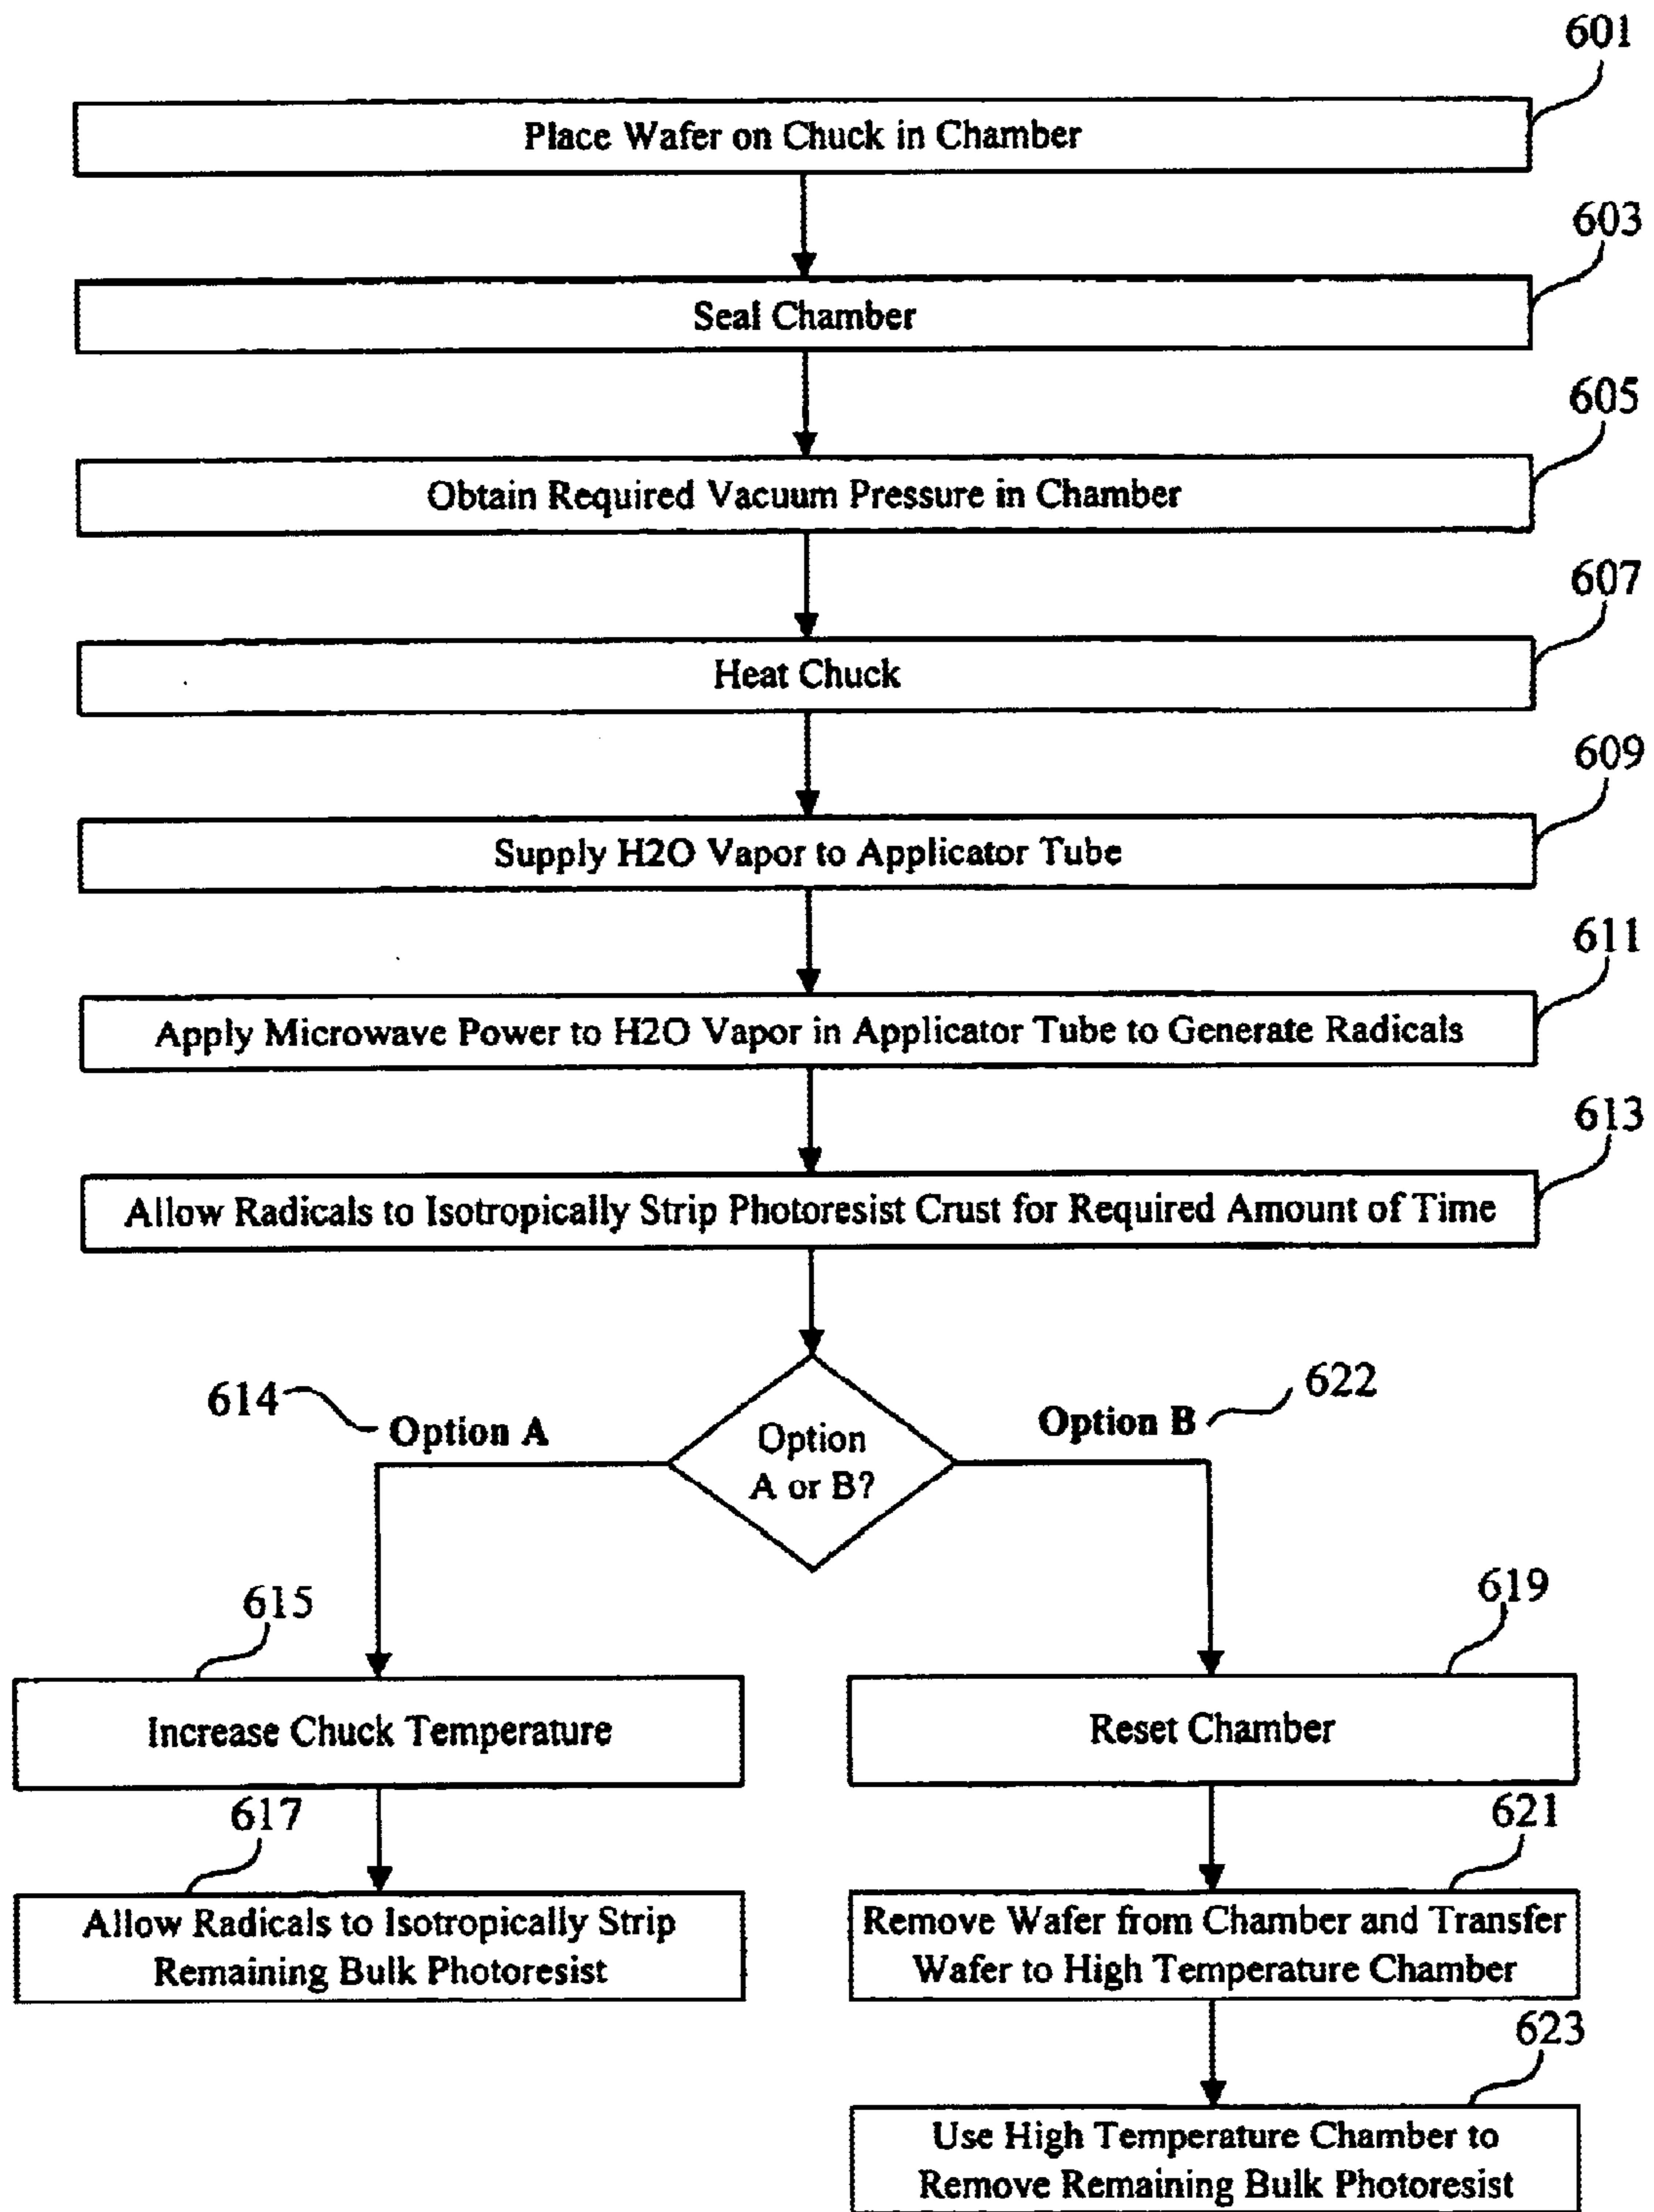 601
Place Wafer on Chuck in Chamber
603
Seal Chamber
605
Obtain Required Vacuum Pressure in Chamber
607
Heat Chuck
609
Supply H2O Vapor to Applicator Tube
611
Apply Microwave Power to H2O Vapor in Applicator Tube to Generate Radicals
613
Allow Radicals to Isotropically Strip Photoresist Crust for Required Amount of Time
614
Option A
Option
A or B?
Option B
622
615
Increase Chuck Temperature
617
Allow Radicals to Isotropically Strip
Remaining Bulk Photoresist
619
Reset Chamber
621
Remove Wafer from Chamber and Transfer
Wafer to High Temperature Chamber
623
Use High Temperature Chamber to
Remove Remaining Bulk Photoresist